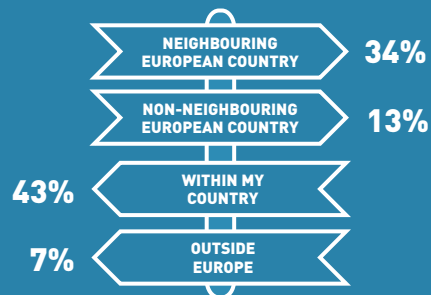 NEIGHBOURING
EUROPEAN COUNTRY
34%
NON-NEIGHBOURING
EUROPEAN COUNTRY
13%
43%
WITHIN MY
COUNTRY
7%
OUTSIDE
EUROPE